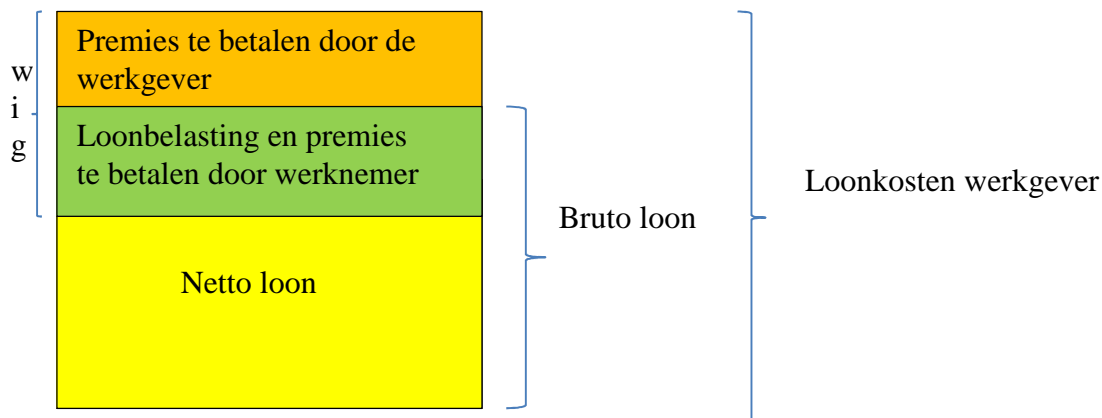 Premies te betalen door de
werkgever
w
i
g
Loonbelasting en premies
te betalen door werknemer
Loonkosten werkgever
Bruto loon
Netto loon